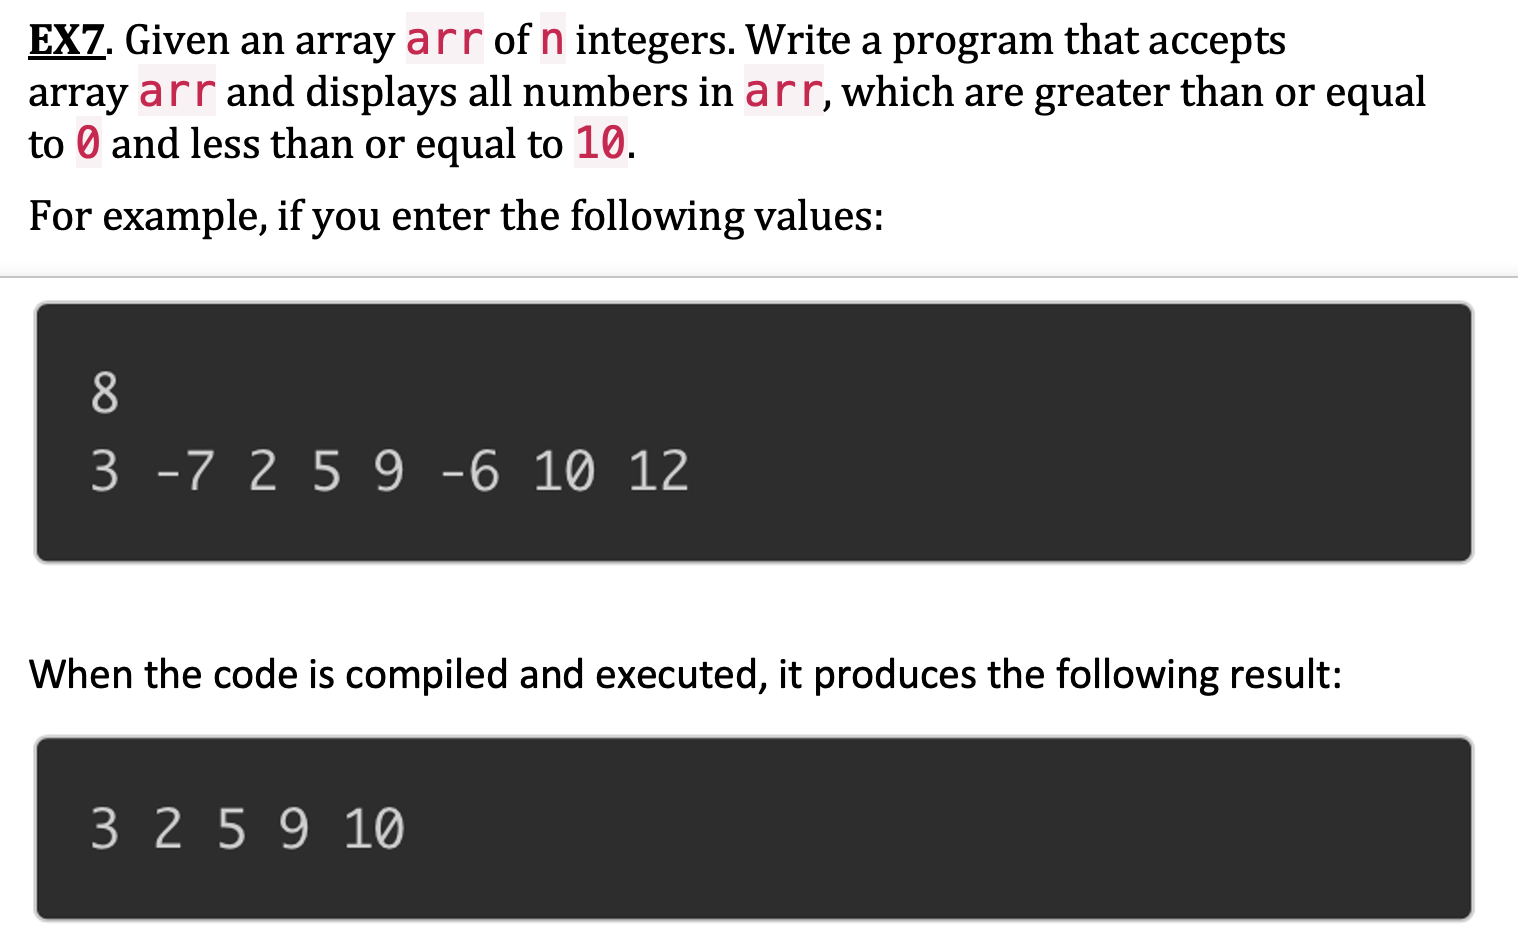 EX7. Given an array arr of n integers. Write a program that accepts
array arr and displays all numbers in arr, which are greater than or equal
to 0 and less than or equal to 10.
For example, if you enter the following values:
8
3 -7 2 5 9 -6 10 12
When the code is compiled and executed, it produces the following result:
3 2 5 9 10